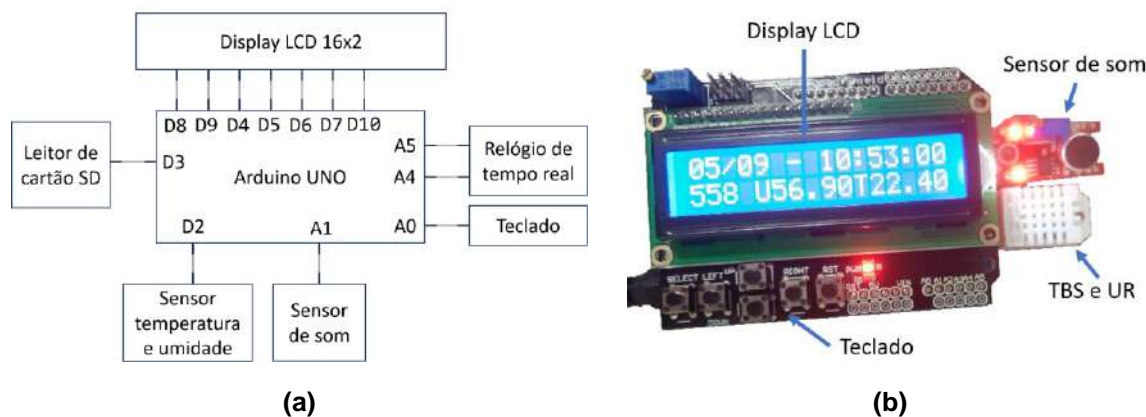 Display LCD 16x2
D8 D9 D4 D5 D6 D7 D10
Leitor de
cartão SD
D3
Arduino UNO
A5
A4
Relógio de
tempo real
A0
Teclado
D2
A1
Sensor
temperatura
e umidade
Sensor
de som
(a)
Display LCD
Sensor de som
05/09 - 10:53:00
558 U56.90T22.40
SELECT LEFT UP RIGHT RST
TBS e UR
Teclado
(b)